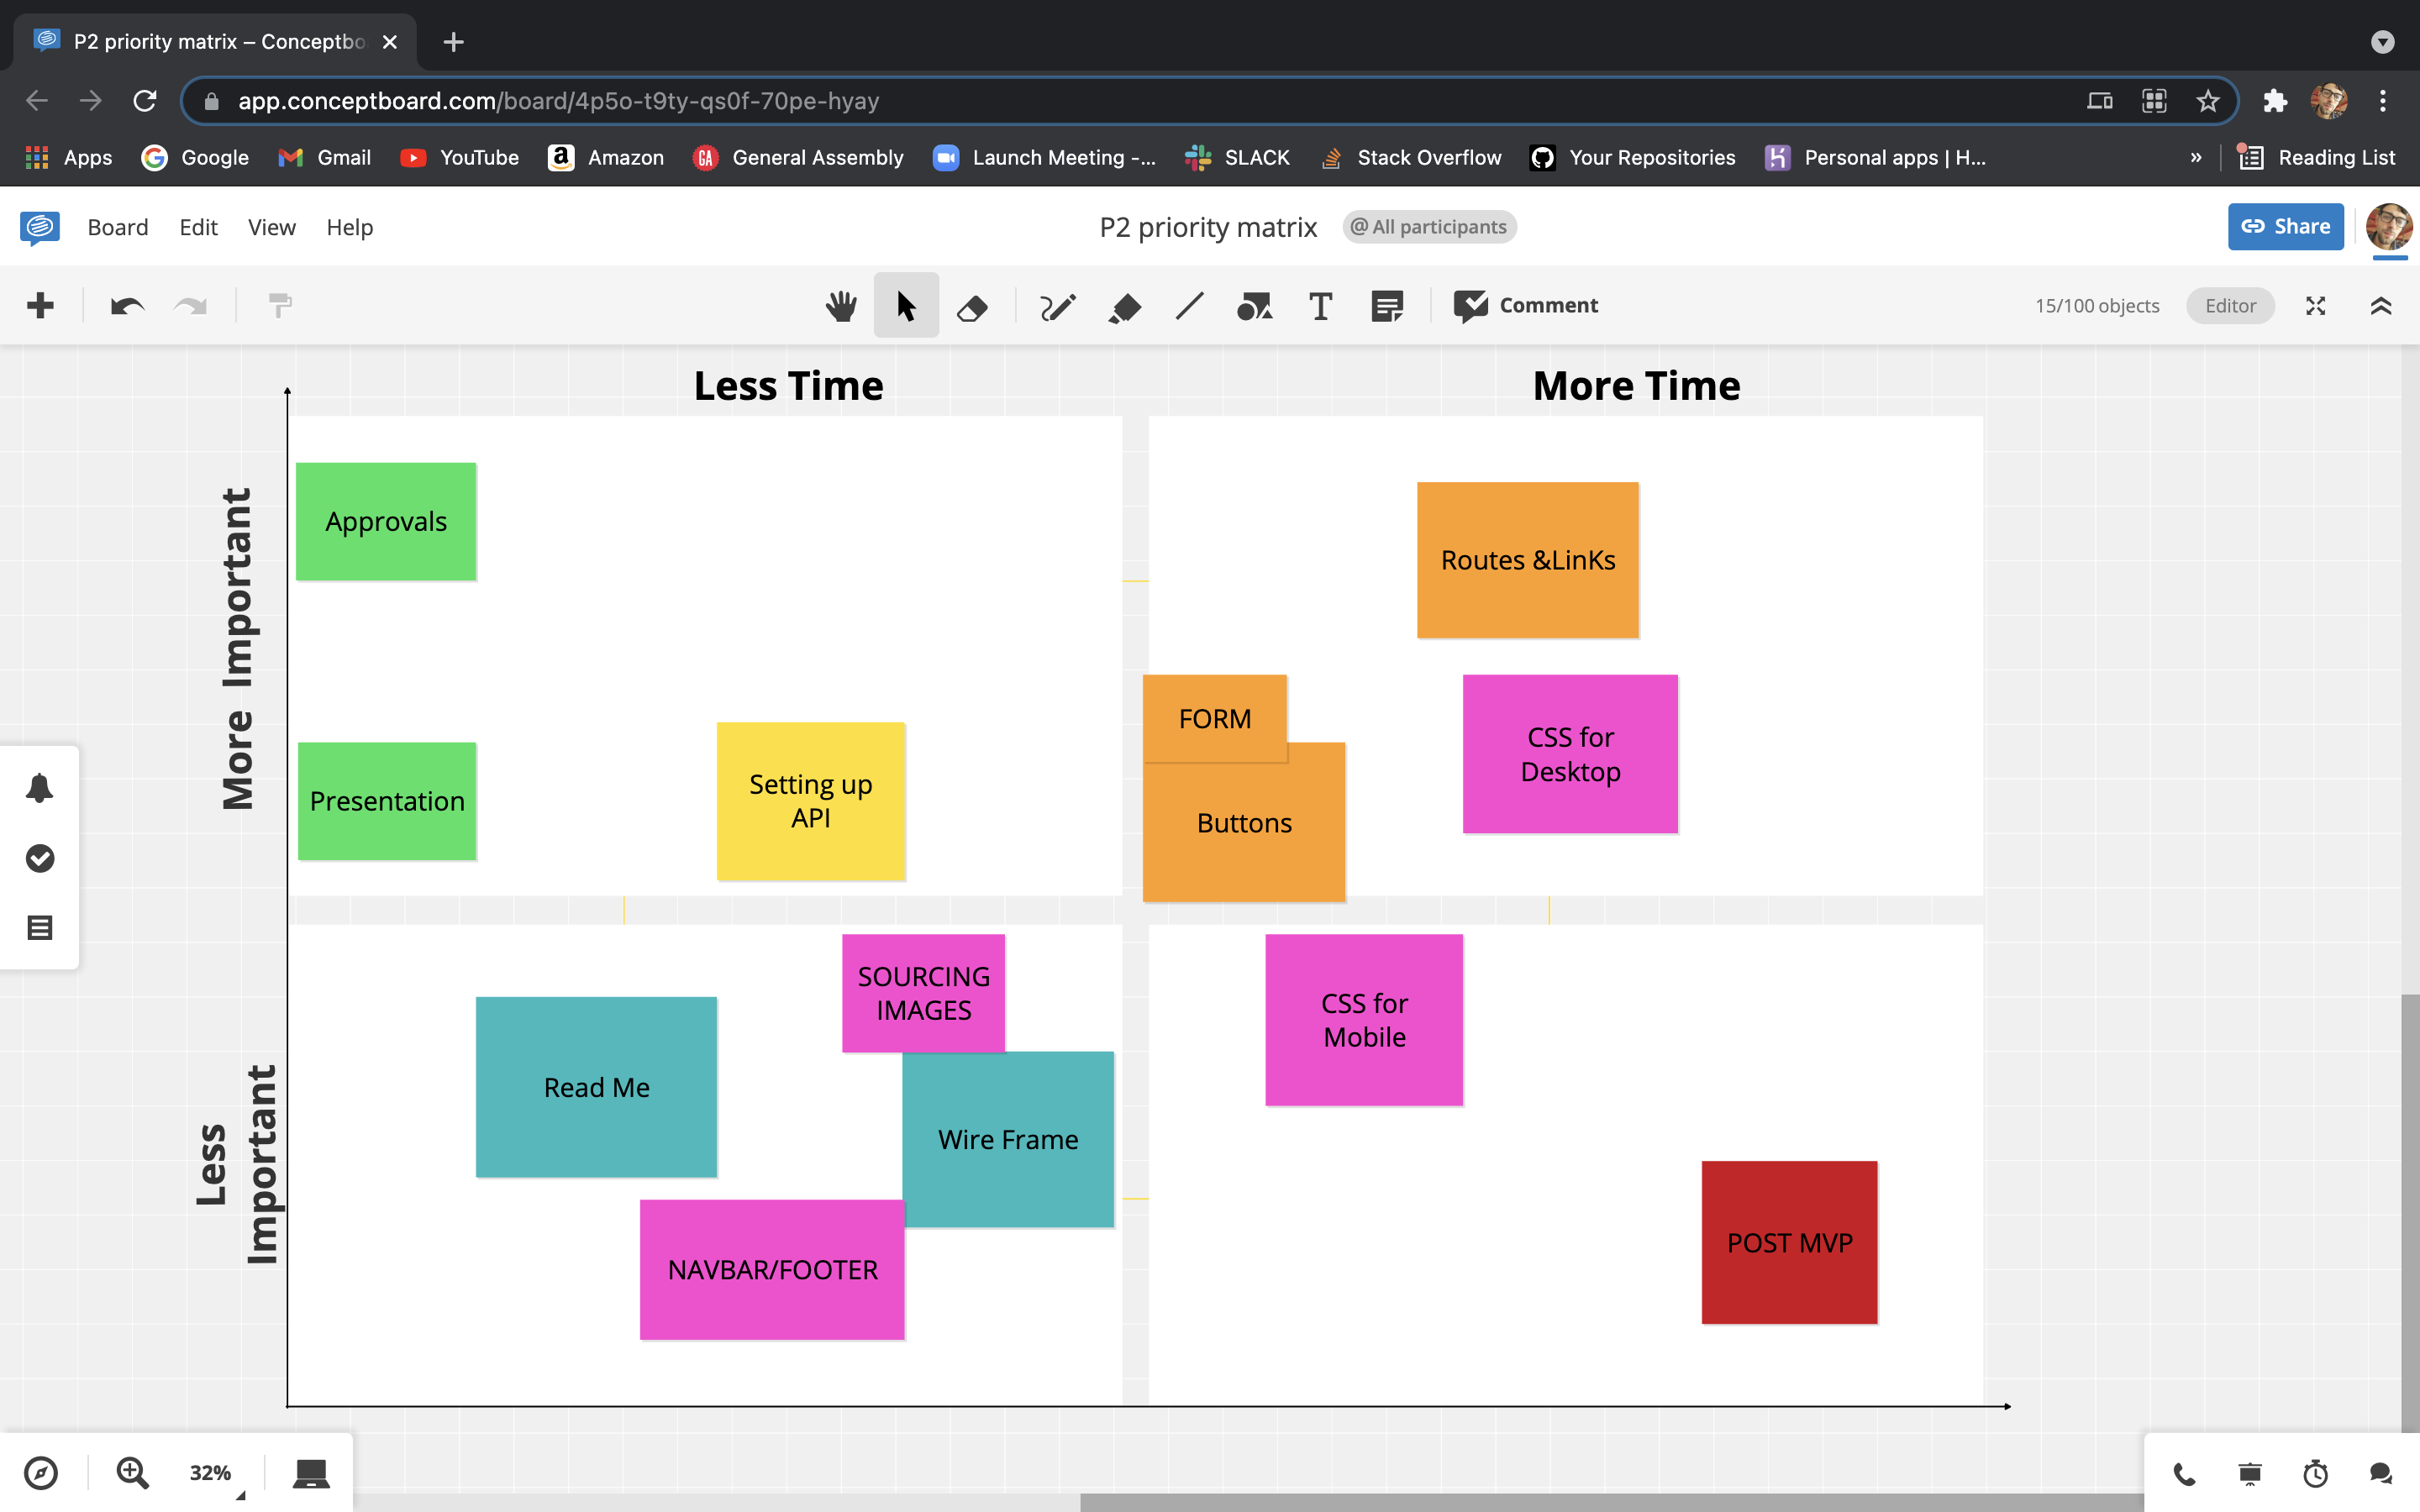 P2 priority matrix – Conceptbo
app.conceptboard.com/board/4p5o-t9ty-qs0f-70pe-hyay
Apps Google Gmail YouTube Amazon General Assembly Launch Meeting -... SLACK Stack Overflow Your Repositories Personal apps | H... » Reading List
Board Edit View Help P2 priority matrix @ All participants Share
Comment 15/100 objects Editor
Less Time More Time
More Important
Approvals
Routes &LinKs
FORM
CSS for
Desktop
Presentation
Setting up
API
Buttons
Less
Important
SOURCING
IMAGES
CSS for
Mobile
Read Me
Wire Frame
NAVBAR/FOOTER
POST MVP
32%